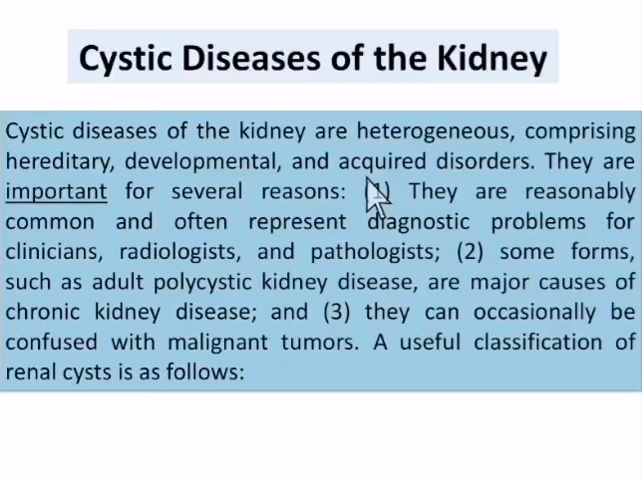 Cystic Diseases of the Kidney
Cystic diseases of the kidney are heterogeneous, comprising
hereditary, developmental, and acquired disorders. They are
important for several reasons: (1) They are reasonably
common and often represent diagnostic problems for
clinicians, radiologists, and pathologists; (2) some forms,
such as adult polycystic kidney disease, are major causes of
chronic kidney disease; and (3) they can occasionally be
confused with malignant tumors. A useful classification of
renal cysts is as follows: